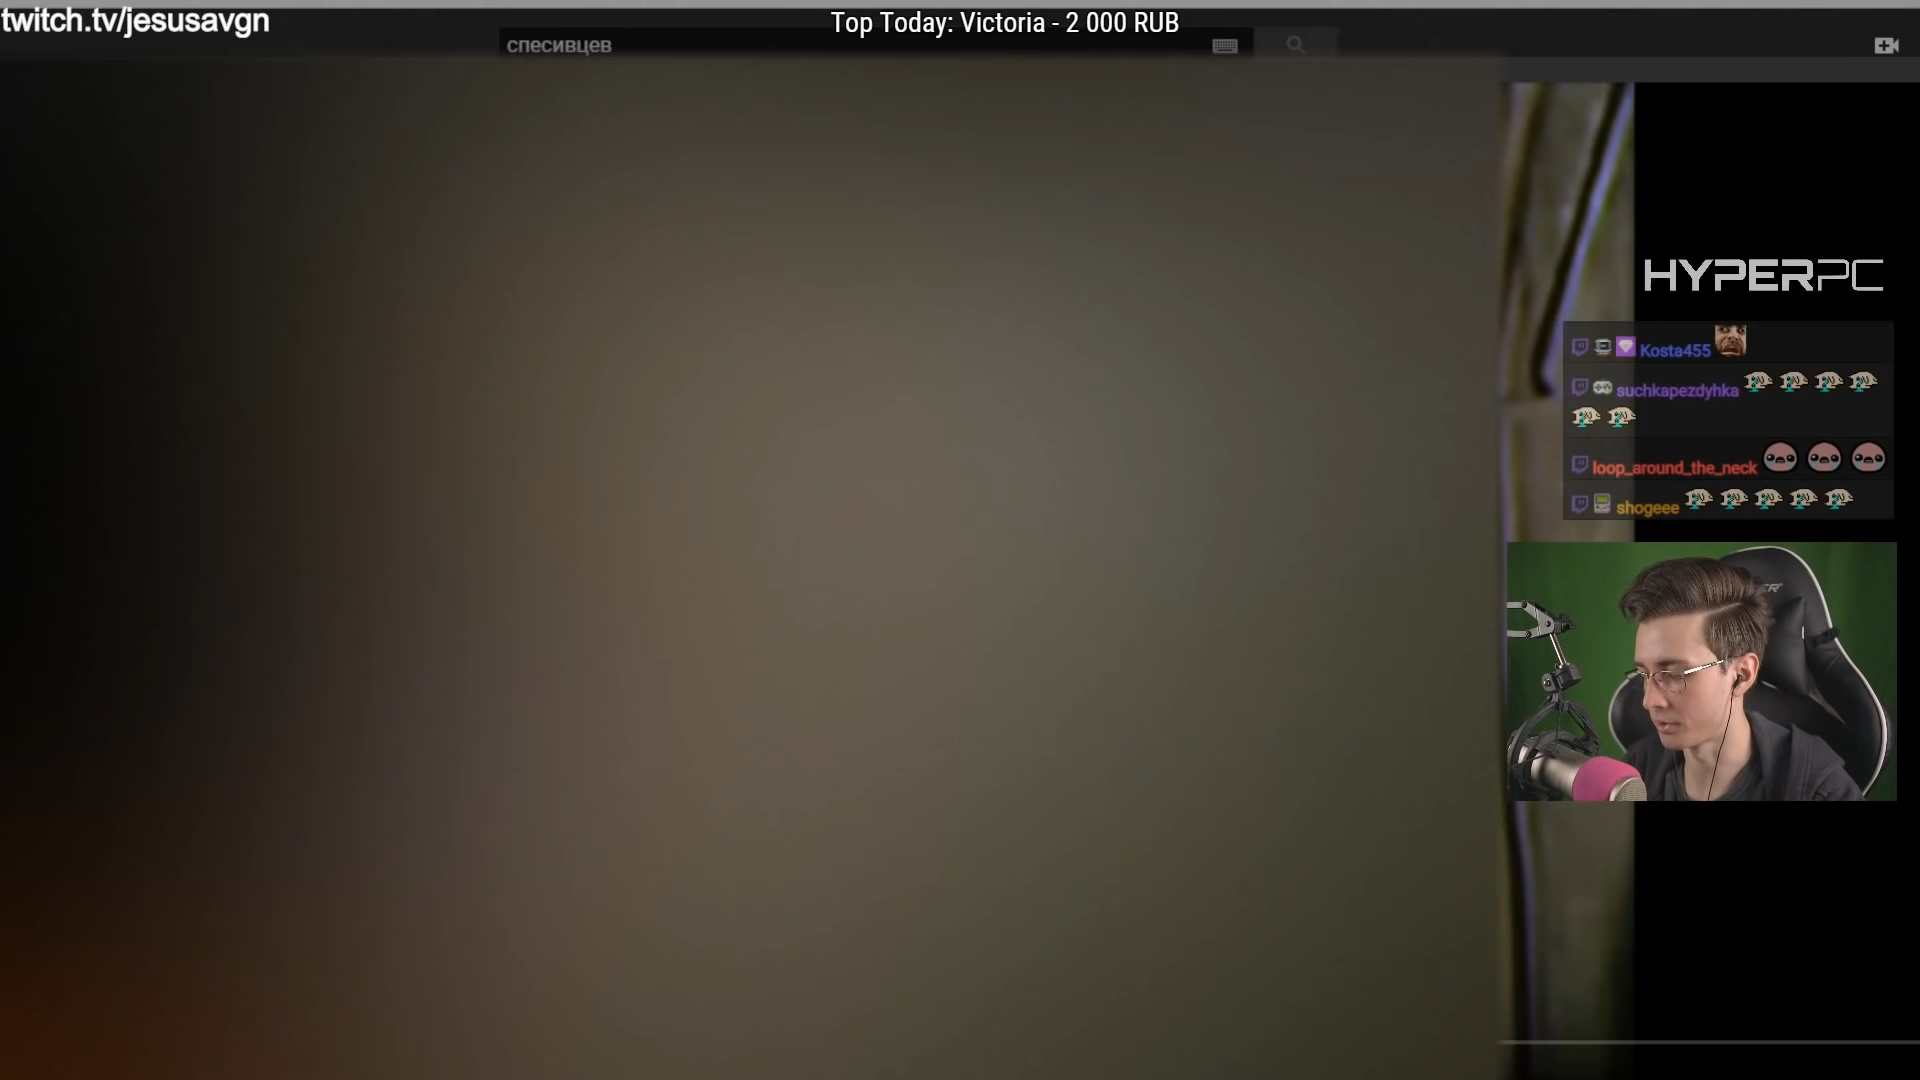 twitch.tv/jesusavgn
Top Today: Victoria - 2 000 RUB
спесивцев
HYPERPC
Kosta455
suchkapezdyhka
loop_around_the_neck
shogeee